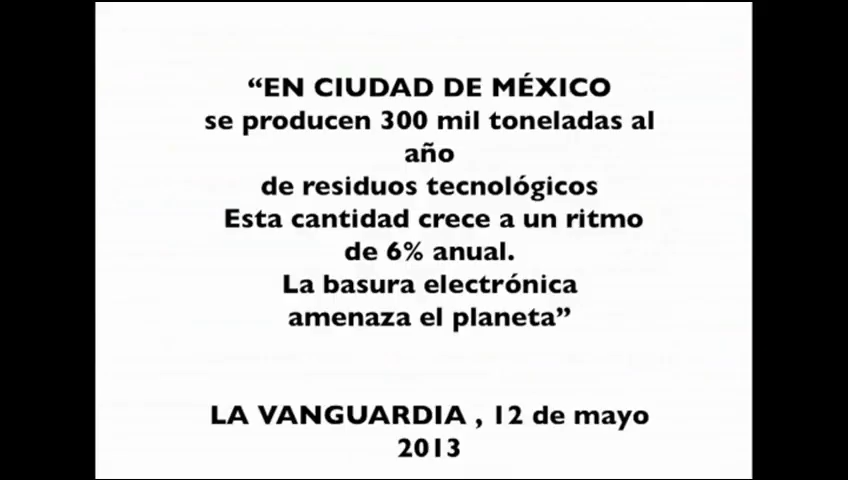 “EN CIUDAD DE MÉXICO
se producen 300 mil toneladas al
año
de residuos tecnológicos
Esta cantidad crece a un ritmo
de 6% anual.
La basura electrónica
amenaza el planeta”
LA VANGUARDIA , 12 de mayo
2013